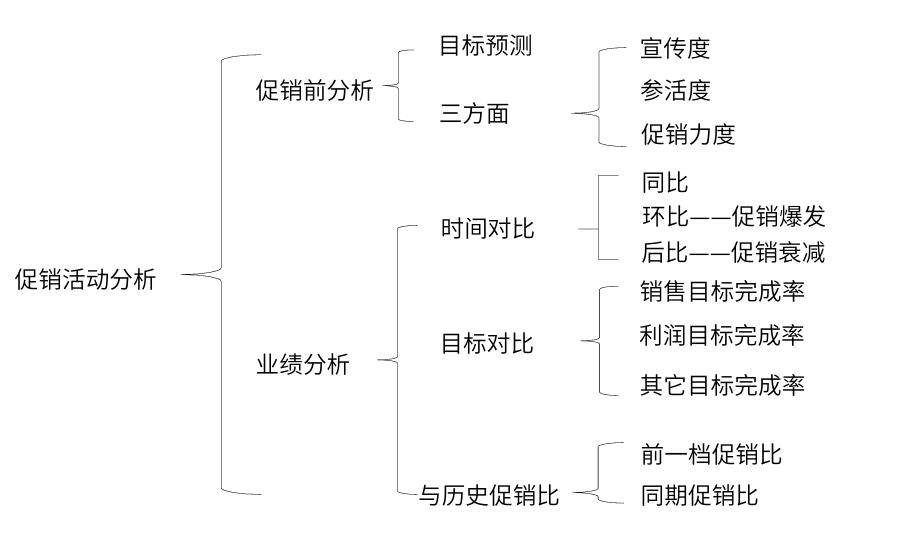 目标预测
宣传度
促销前分析
参活度
三方面
促销力度
同比
时间对比
环比——促销爆发
后比——促销衰减
促销活动分析
销售目标完成率
目标对比
利润目标完成率
业绩分析
其它目标完成率
前一档促销比
与历史促销比
同期促销比